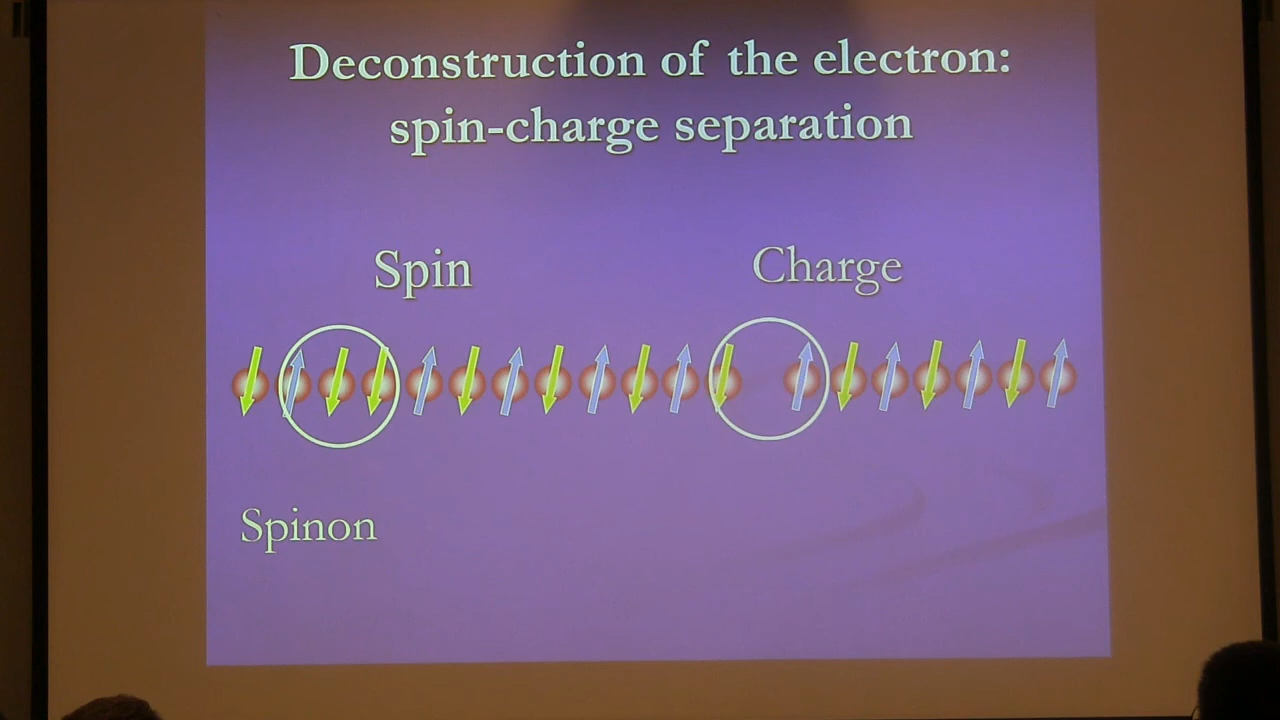 Deconstruction of the electron:
spin-charge separation
Spin
Charge
Spinon